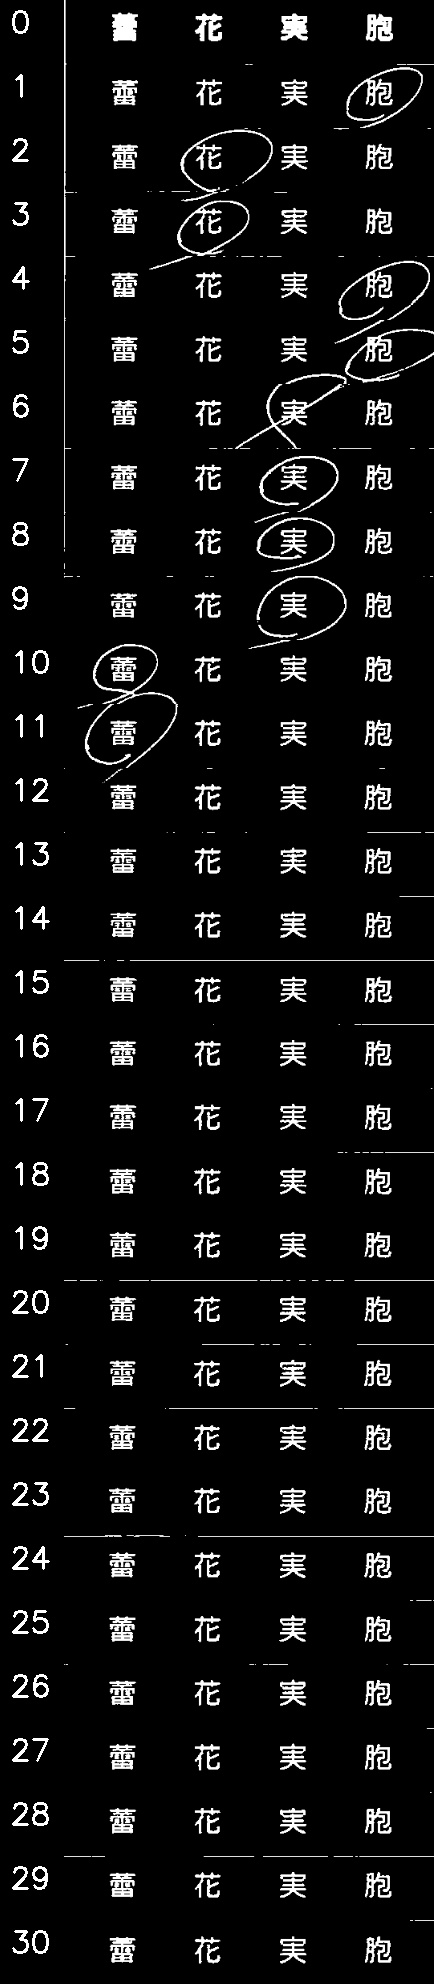 0 蕾 花 実 胞
1 蕾 花 実 胞
2 蕾 花 実 胞
3 蕾 花 実 胞
4 蕾 花 実 胞
5 蕾 花 実 胞
6 蕾 花 実 胞
7 蕾 花 実 胞
8 蕾 花 実 胞
9 蕾 花 実 胞
10 蕾 花 実 胞
11 蕾 花 実 胞
12 蕾 花 実 胞
13 蕾 花 実 胞
14 蕾 花 実 胞
15 蕾 花 実 胞
16 蕾 花 実 胞
17 蕾 花 実 胞
18 蕾 花 実 胞
19 蕾 花 実 胞
20 蕾 花 実 胞
21 蕾 花 実 胞
22 蕾 花 実 胞
23 蕾 花 実 胞
24 蕾 花 実 胞
25 蕾 花 実 胞
26 蕾 花 実 胞
27 蕾 花 実 胞
28 蕾 花 実 胞
29 蕾 花 実 胞
30 蕾 花 実 胞